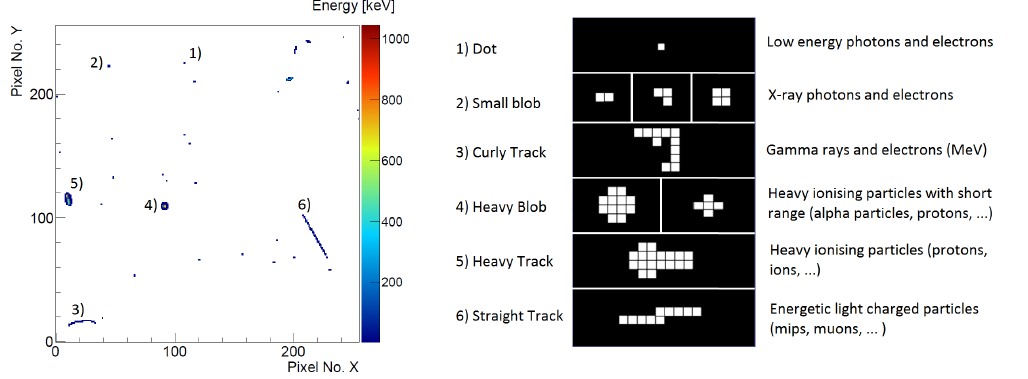 Energy [keV]
Pixel No. Y
1000
800
600
400
200
200
100
0
0
100
200
Pixel No. X
1)
2)
3)
4)
5)
6)
1) Dot
Low energy photons and electrons
2) Small blob
X-ray photons and electrons
3) Curly Track
Gamma rays and electrons (MeV)
4) Heavy Blob
Heavy ionising particles with short
range (alpha particles, protons, ...)
5) Heavy Track
Heavy ionising particles (protons,
ions, ...)
6) Straight Track
Energetic light charged particles
(mips, muons, ... )